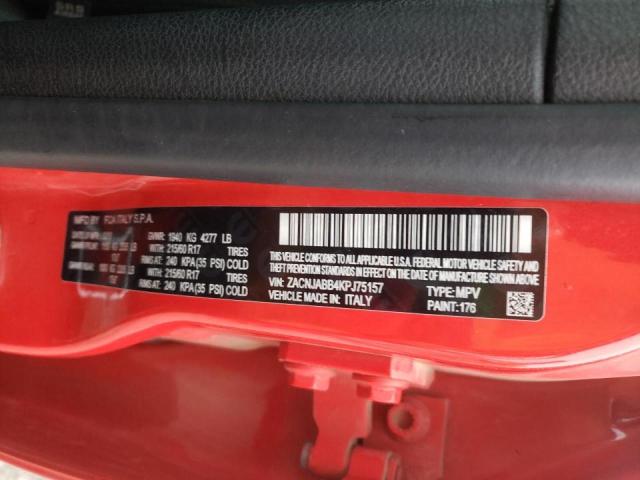 MFD BY:
FCA ITALY S.P.A.
GVWR: 1940 KG 4277 LB
WITH: 215/60 R17 TIRES
RIMS AT: 240 KPA(35 PSI) COLD
WITH: 215/60 R17 TIRES
RIMS AT: 240 KPA(35 PSI) COLD
THIS VEHICLE CONFORMS TO ALL APPLICABLE U.S.A. FEDERAL MOTOR VEHICLE
SAFETY, BUMPER, AND THEFT PREVENTION STANDARDS IN EFFECT ON THE
DATE OF MANUFACTURE SHOWN ABOVE
VIN: ZACNJABB4KPJ75157 TYPE: MPV
VEHICLE MADE IN: ITALY PAINT: 176